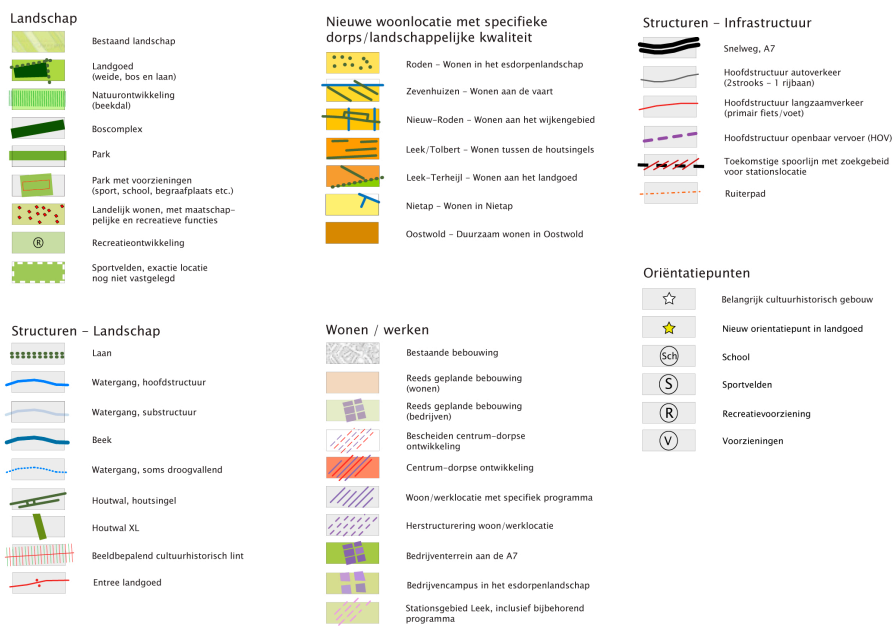 Landschap
Bestaand landschap
Landgoed
(weide, bos en laan)
Natuurontwikkeling
(beekdal)
Boscomplex
Park
Park met voorzieningen
(sport, school, begraafplaats etc.)
Landelijk wonen, met maatschap-
pelijke en recreatieve functies
R
Recreatieontwikkeling
Sportvelden, exactie locatie
nog niet vastgelegd
Structuren – Landschap
Laan
Watergang, hoofdstructuur
Watergang, substructuur
Beek
Watergang, soms droogvallend
Houtwal, houtsingel
Houtwal XL
Beeldbepalend cultuurhistorisch lint
Entree landgoed
Nieuwe woonlocatie met specifieke
dorps/landschappelijke kwaliteit
Roden – Wonen in het esdorpenlandschap
Zevenhuizen – Wonen aan de vaart
Nieuw-Roden – Wonen aan het wijkengebied
Leek/Tolbert – Wonen tussen de houtsingels
Leek-Terheijl – Wonen aan het landgoed
Nietap – Wonen in Nietap
Oostwold – Duurzaam wonen in Oostwold
Wonen / werken
Bestaande bebouwing
Reeds geplande bebouwing
(wonen)
Reeds geplande bebouwing
(bedrijven)
Bescheiden centrum-dorpse
ontwikkeling
Centrum-dorpse ontwikkeling
Woon/werklocatie met specifiek programma
Herstructurering woon/werklocatie
Bedrijventerrein aan de A7
Bedrijvencampus in het esdorpenlandschap
Stationsgebied Leek, inclusief bijbehorend
programma
Structuren – Infrastructuur
Snelweg, A7
Hoofdstructuur autoverkeer
(2strooks – 1 rijbaan)
Hoofdstructuur langzaamverkeer
(primair fiets/voet)
Hoofdstructuur openbaar vervoer (HOV)
Toekomstige spoorlijn met zoekgebeid
voor stationslocatie
Ruiterpad
Oriëntatiepunten
Belangrijk cultuurhistorisch gebouw
Nieuw orientatiepunt in landgoed
Sch
School
S
Sportvelden
R
Recreatievoorziening
V
Voorzieningen